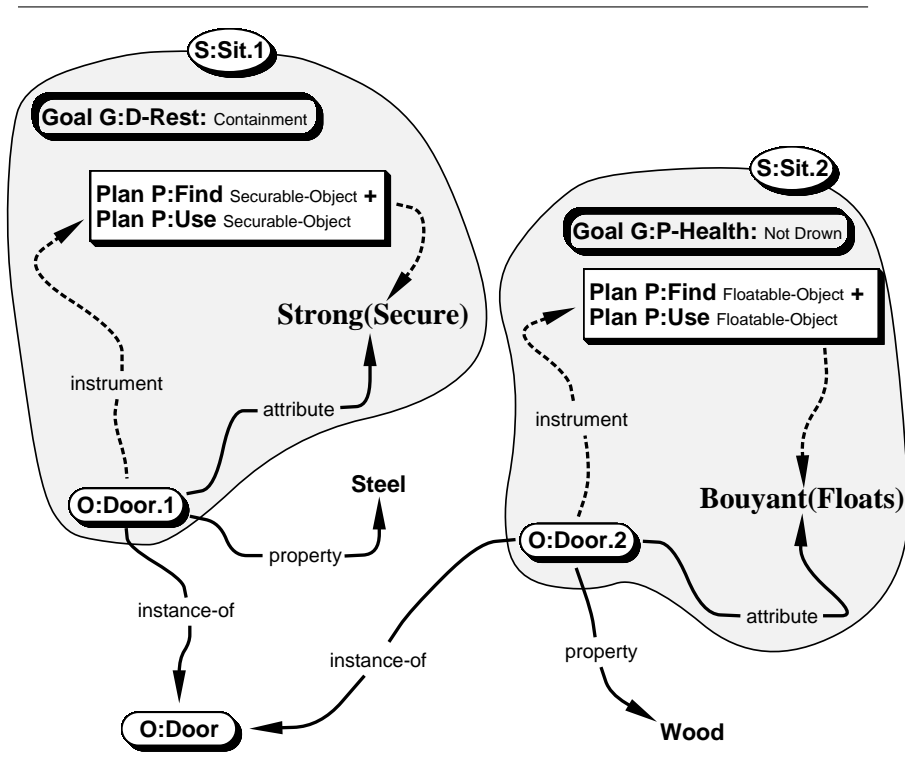 S:Sit.1
Goal G:D-Rest: Containment
Plan P:Find Securable-Object +
Plan P:Use Securable-Object
Strong(Secure)
instrument
attribute
O:Door.1
Steel
property
instance-of
O:Door
S:Sit.2
Goal G:P-Health: Not Drown
Plan P:Find Floatable-Object +
Plan P:Use Floatable-Object
instrument
Bouyant(Floats)
O:Door.2
attribute
instance-of
property
Wood